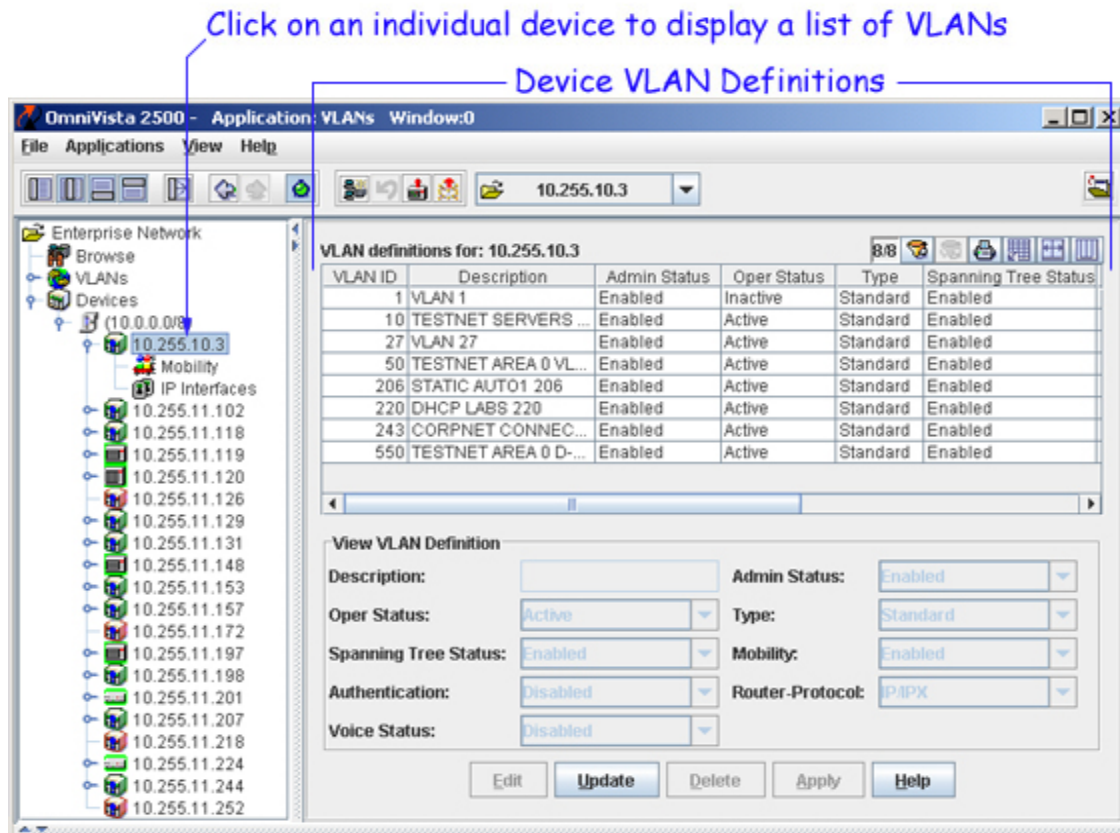 Click on an individual device to display a list of VLANs
Device VLAN Definitions
OmniVista 2500 - Application: VLANs Window:0
File Applications View Help
10.255.10.3
Enterprise Network
Browse
VLANs
Devices
(10.0.0.0/8
10.255.10.3
Mobility
IP Interfaces
10.255.11.102
10.255.11.118
10.255.11.119
10.255.11.120
10.255.11.126
10.255.11.129
10.255.11.131
10.255.11.148
10.255.11.153
10.255.11.157
10.255.11.172
10.255.11.197
10.255.11.198
10.255.11.201
10.255.11.207
10.255.11.218
10.255.11.224
10.255.11.244
10.255.11.252
VLAN definitions for: 10.255.10.3 8/8
VLAN ID Description Admin Status Oper Status Type Spanning Tree Status
1 VLAN 1 Enabled Inactive Standard Enabled
10 TESTNET SERVERS ... Enabled Active Standard Enabled
27 VLAN 27 Enabled Active Standard Enabled
50 TESTNET AREA 0 VL... Enabled Active Standard Enabled
206 STATIC AUTO1 206 Enabled Active Standard Enabled
220 DHCP LABS 220 Enabled Active Standard Enabled
243 CORPNET CONNEC... Enabled Active Standard Enabled
550 TESTNET AREA 0 D-... Enabled Active Standard Enabled
View VLAN Definition
Description: Admin Status: Enabled
Oper Status: Active Type: Standard
Spanning Tree Status: Enabled Mobility: Enabled
Authentication: Disabled Router-Protocol: IP/IPX
Voice Status: Disabled
Edit Update Delete Apply Help